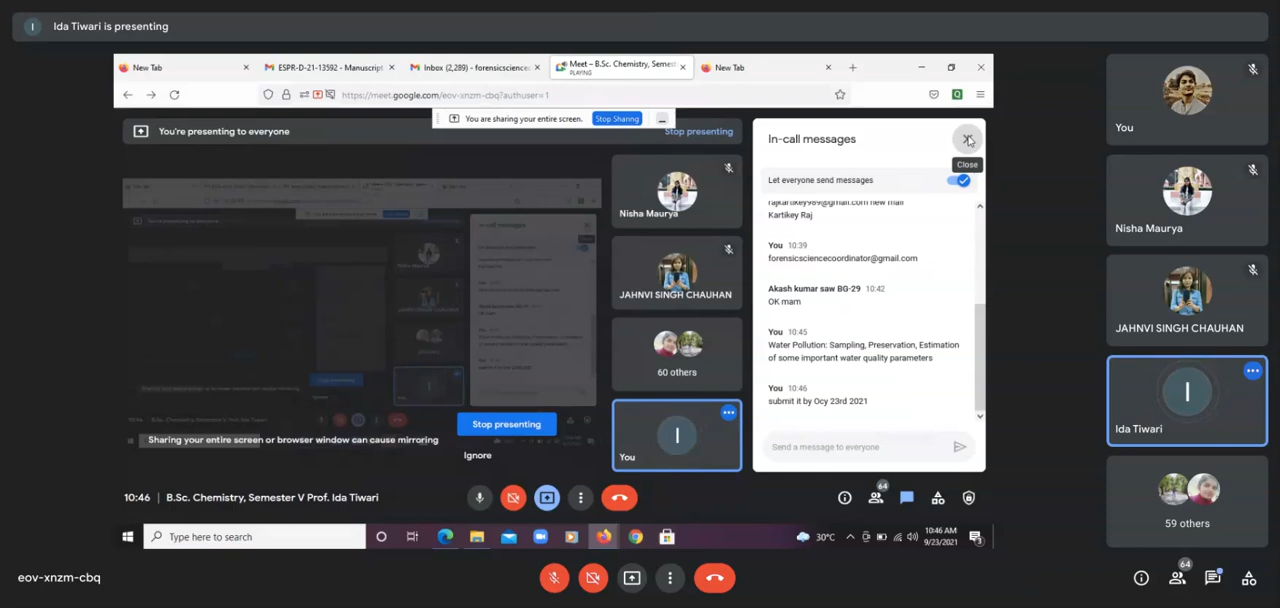 Ida Tiwari is presenting
New Tab
ESPR-D-21-13592 - Manuscript
Inbox (2,289) - forensicscienc
Meet – B.Sc. Chemistry, Semest
PLAYING
New Tab
https://meet.google.com/eov-xnzm-cbq?authuser=1
You are sharing your entire screen.
Stop Sharing
You're presenting to everyone
Stop presenting
In-call messages
Close
Let everyone send messages
rajkartikey989@gmail.com new mail
Kartikey Raj
You 10:39
forensicsciencecoordinator@gmail.com
Akash kumar saw BG-29 10:42
OK mam
You 10:45
Water Pollution: Sampling, Preservation, Estimation
of some important water quality parameters
You 10:46
submit it by Ocy 23rd 2021
Send a message to everyone
Nisha Maurya
JAHNVI SINGH CHAUHAN
60 others
You
Stop presenting
Sharing your entire screen or browser window can cause mirroring
Ignore
10:46 | B.Sc. Chemistry, Semester V Prof. Ida Tiwari
64
Type here to search
30°C
10:46 AM
9/23/2021
3
You
Nisha Maurya
JAHNVI SINGH CHAUHAN
Ida Tiwari
59 others
eov-xnzm-cbq
64